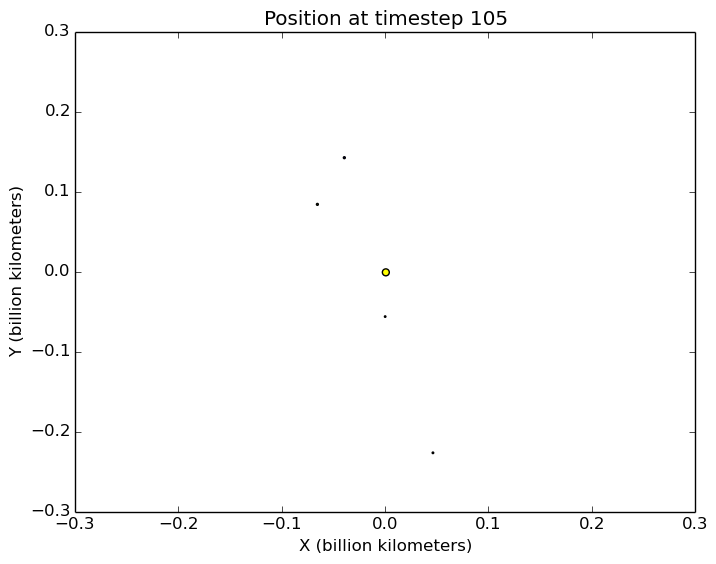 Position at timestep 105
0.3
0.2
0.1
0.0
−0.1
−0.2
−0.3
Y (billion kilometers)
−0.3 −0.2 −0.1 0.0 0.1 0.2 0.3
X (billion kilometers)